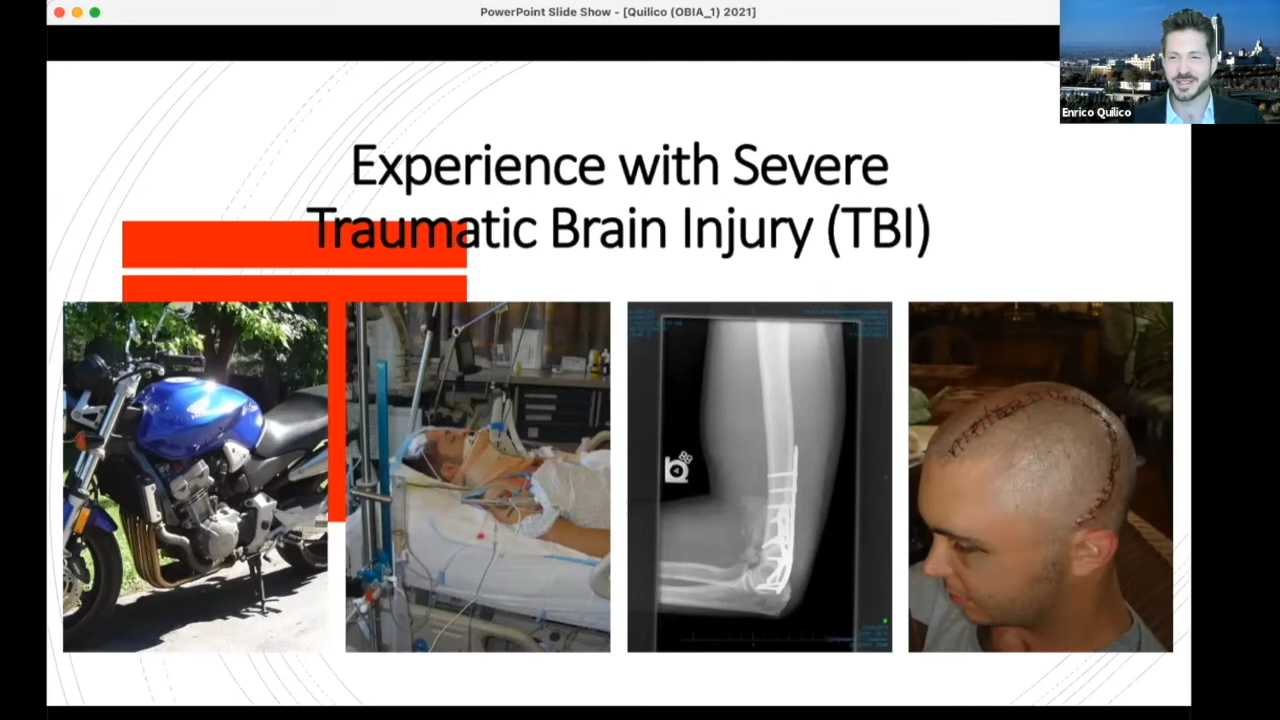 PowerPoint Slide Show - [Quilico (OBIA_1) 2021]
Enrico Quilico
Experience with Severe
Traumatic Brain Injury (TBI)